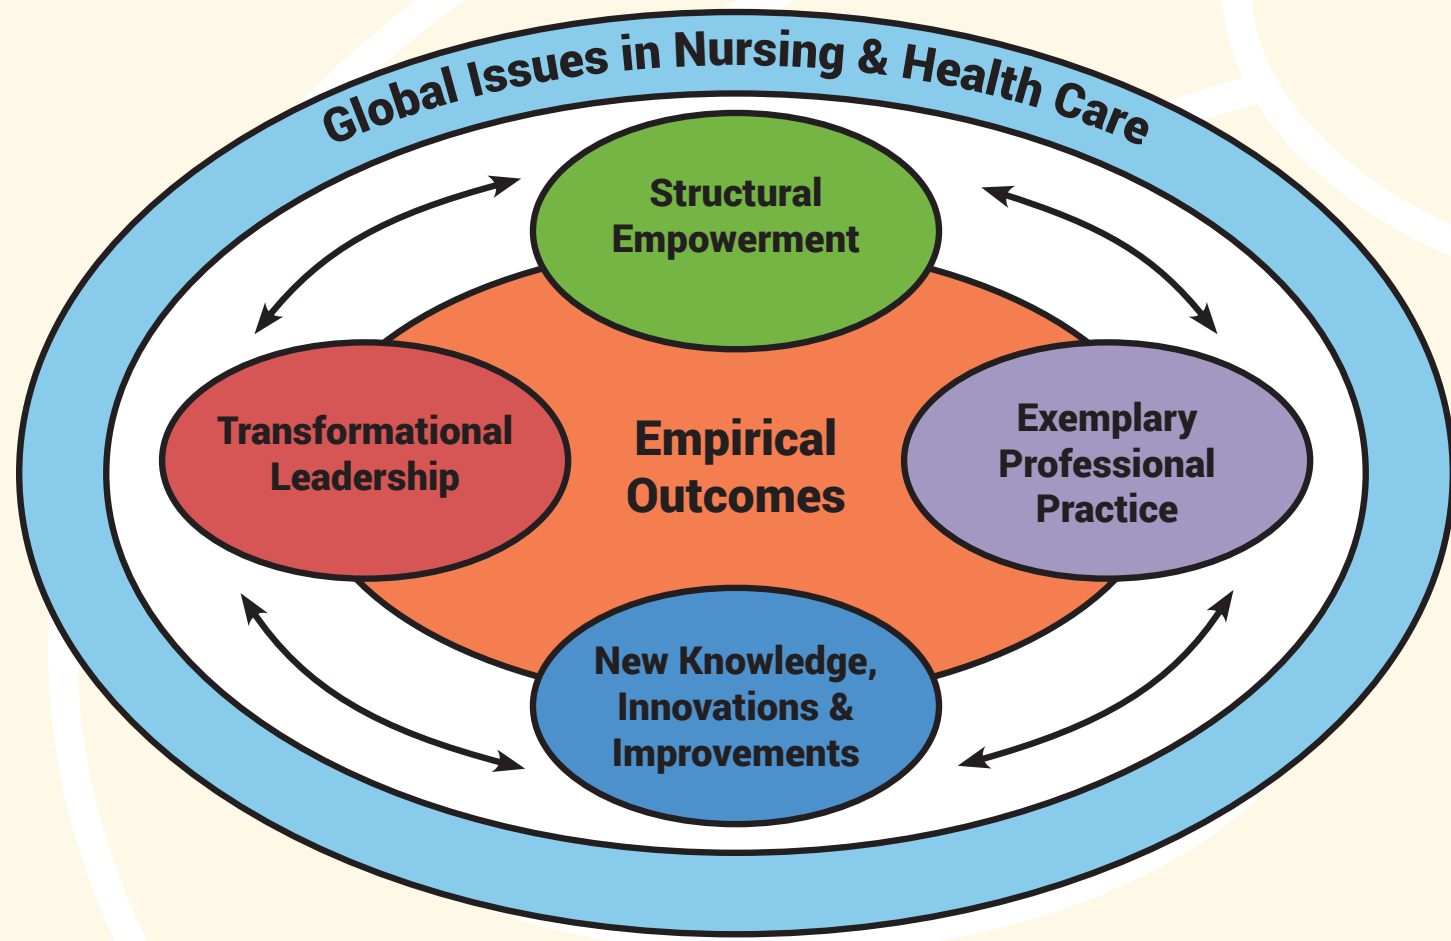 Global Issues in Nursing & Health Care
Structural
Empowerment
Transformational
Leadership
Empirical
Outcomes
Exemplary
Professional
Practice
New Knowledge,
Innovations &
Improvements